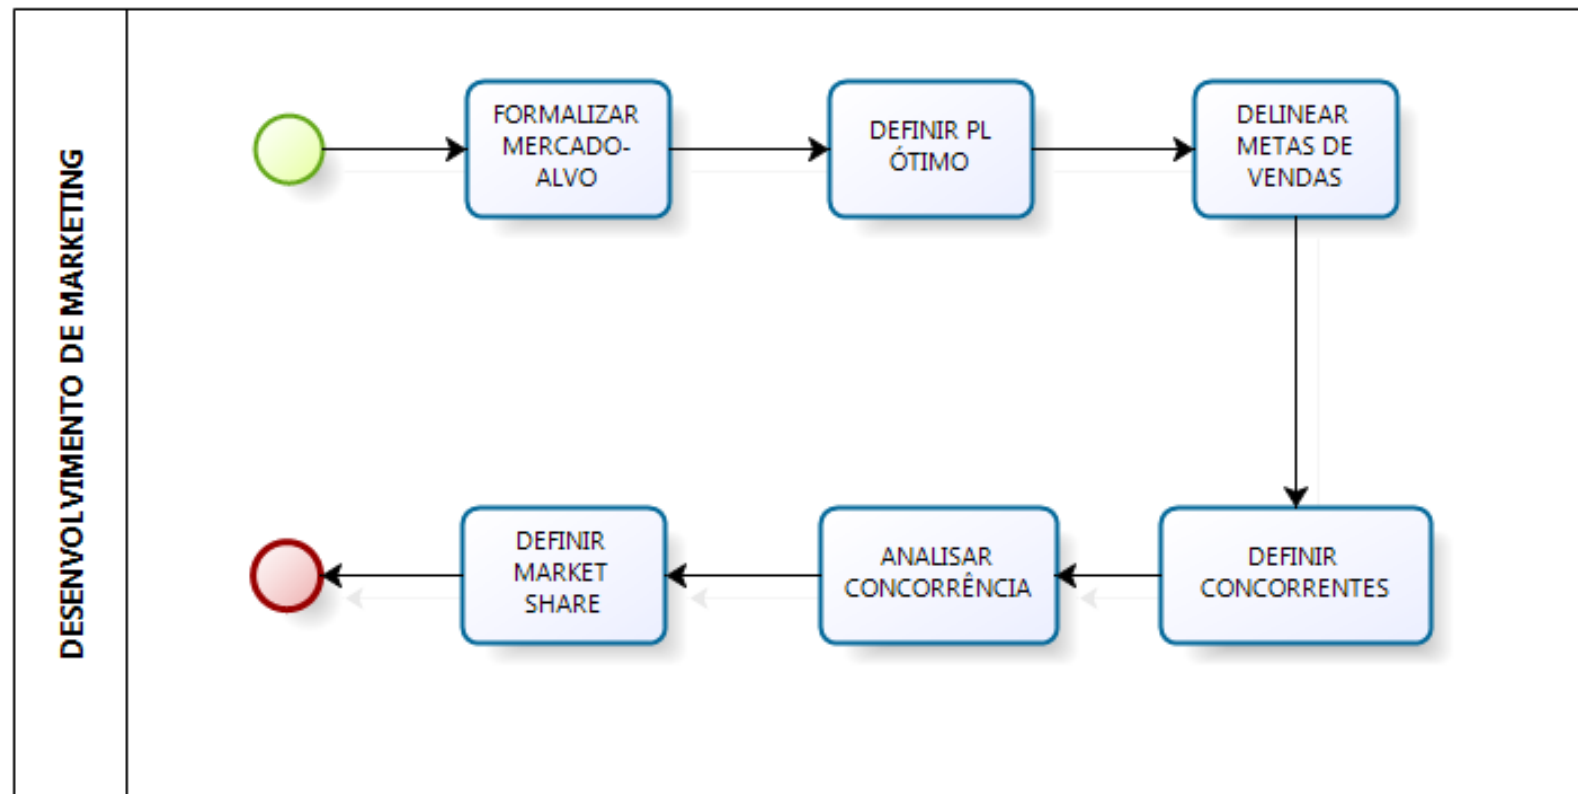 DESENVOLVIMENTO DE MARKETING
FORMALIZAR
MERCADO-
ALVO
DEFINIR PL
ÓTIMO
DELINEAR
METAS DE
VENDAS
DEFINIR
CONCORRENTES
ANALISAR
CONCORRÊNCIA
DEFINIR
MARKET
SHARE